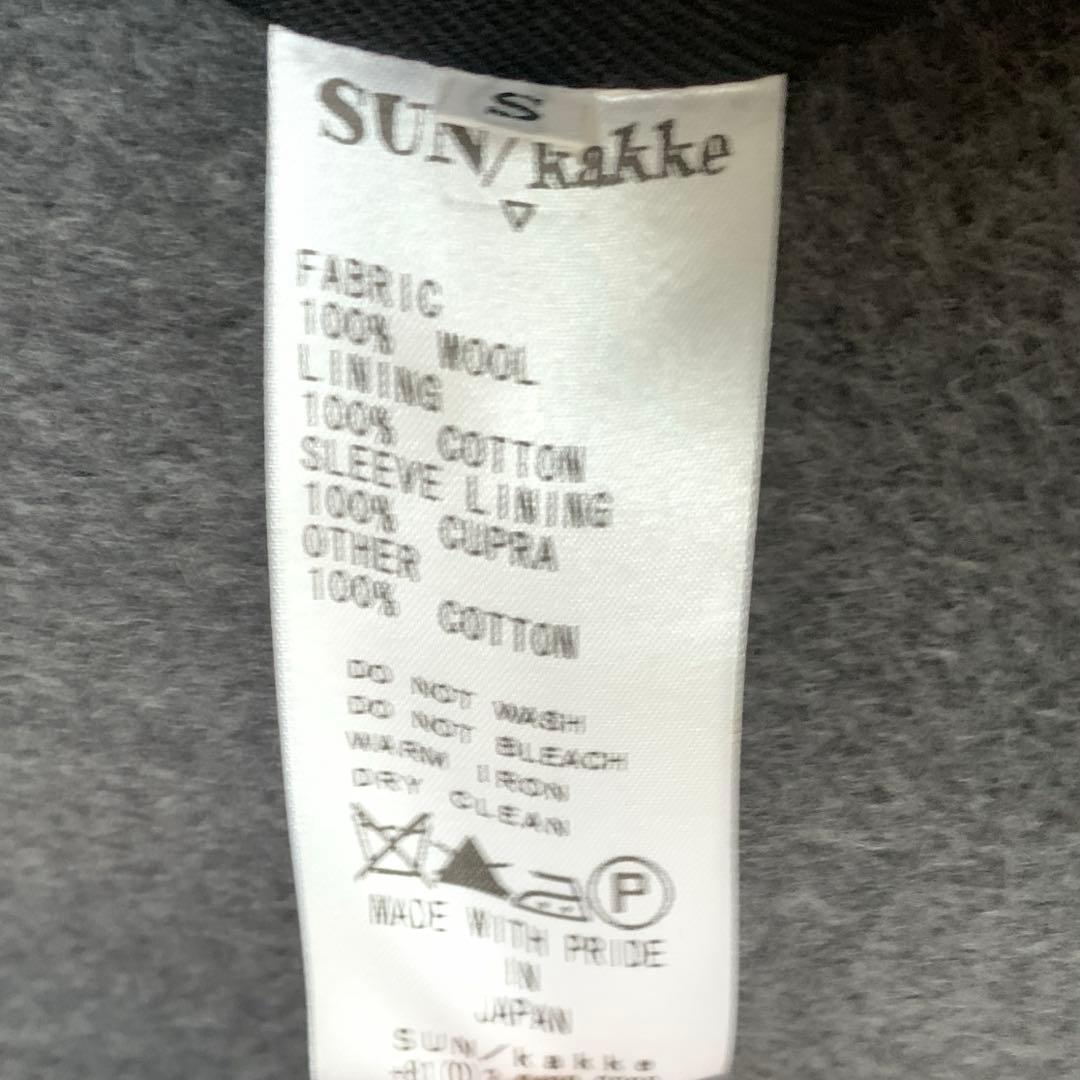 S
SUN/kakke
FABRIC
100% WOOL
LINING
100% COTTON
SLEEVE LINING
100% CUPRA
OTHER
100% COTTON
DO NOT WASH
DO NOT BLEACH
WARM IRON
DRY CLEAN
P
MADE WITH PRIDE
IN
JAPAN
SUN/kakke